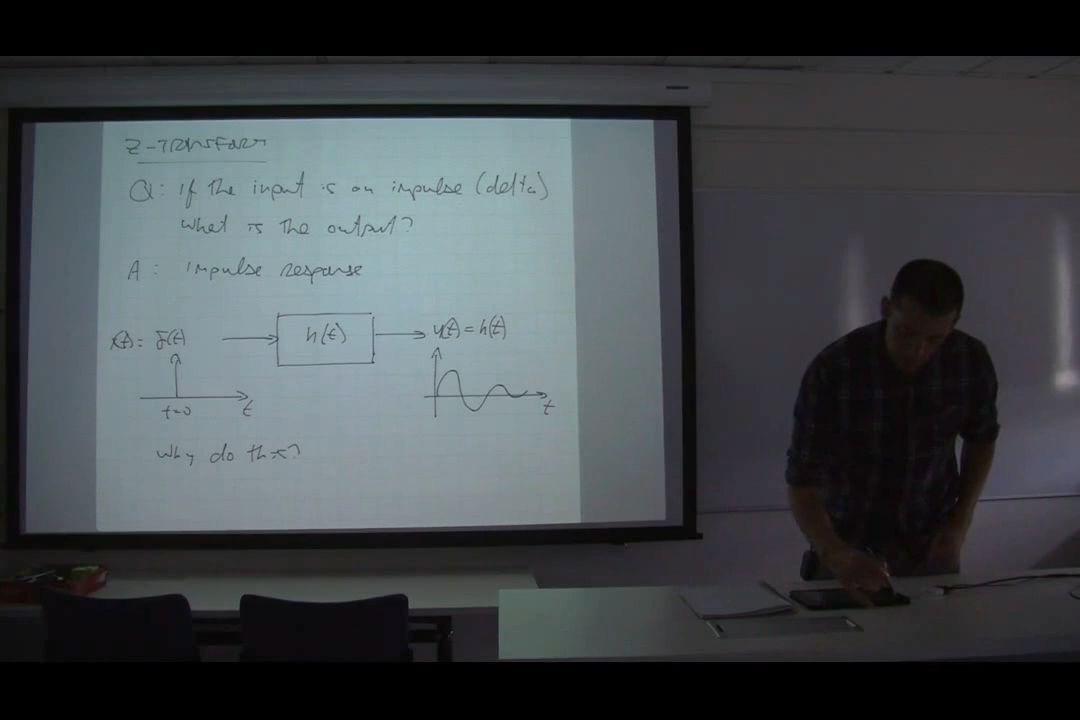 Z-TRANSFORM
Q: If the input is an impulse (delta)
what is the output?
A: impulse response
x(t) = δ(t)
h(t)
y(t) = h(t)
t=0
t
t
Why do this?